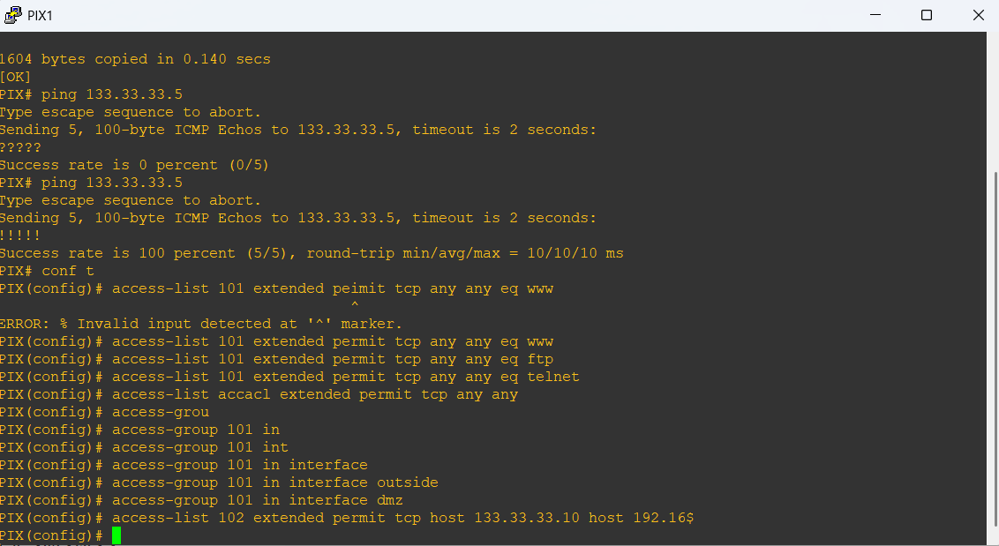 PIX1
1604 bytes copied in 0.140 secs
[OK]
PIX# ping 133.33.33.5
Type escape sequence to abort.
Sending 5, 100-byte ICMP Echos to 133.33.33.5, timeout is 2 seconds:
?????
Success rate is 0 percent (0/5)
PIX# ping 133.33.33.5
Type escape sequence to abort.
Sending 5, 100-byte ICMP Echos to 133.33.33.5, timeout is 2 seconds:
!!!!!
Success rate is 100 percent (5/5), round-trip min/avg/max = 10/10/10 ms
PIX# conf t
PIX(config)# access-list 101 extended peimit tcp any any eq www
^
ERROR: % Invalid input detected at '^' marker.
PIX(config)# access-list 101 extended permit tcp any any eq www
PIX(config)# access-list 101 extended permit tcp any any eq ftp
PIX(config)# access-list 101 extended permit tcp any any eq telnet
PIX(config)# access-list accacl extended permit tcp any any
PIX(config)# access-grou
PIX(config)# access-group 101 in
PIX(config)# access-group 101 int
PIX(config)# access-group 101 in interface
PIX(config)# access-group 101 in interface outside
PIX(config)# access-group 101 in interface dmz
PIX(config)# access-list 102 extended permit tcp host 133.33.33.10 host 192.16$
PIX(config)#